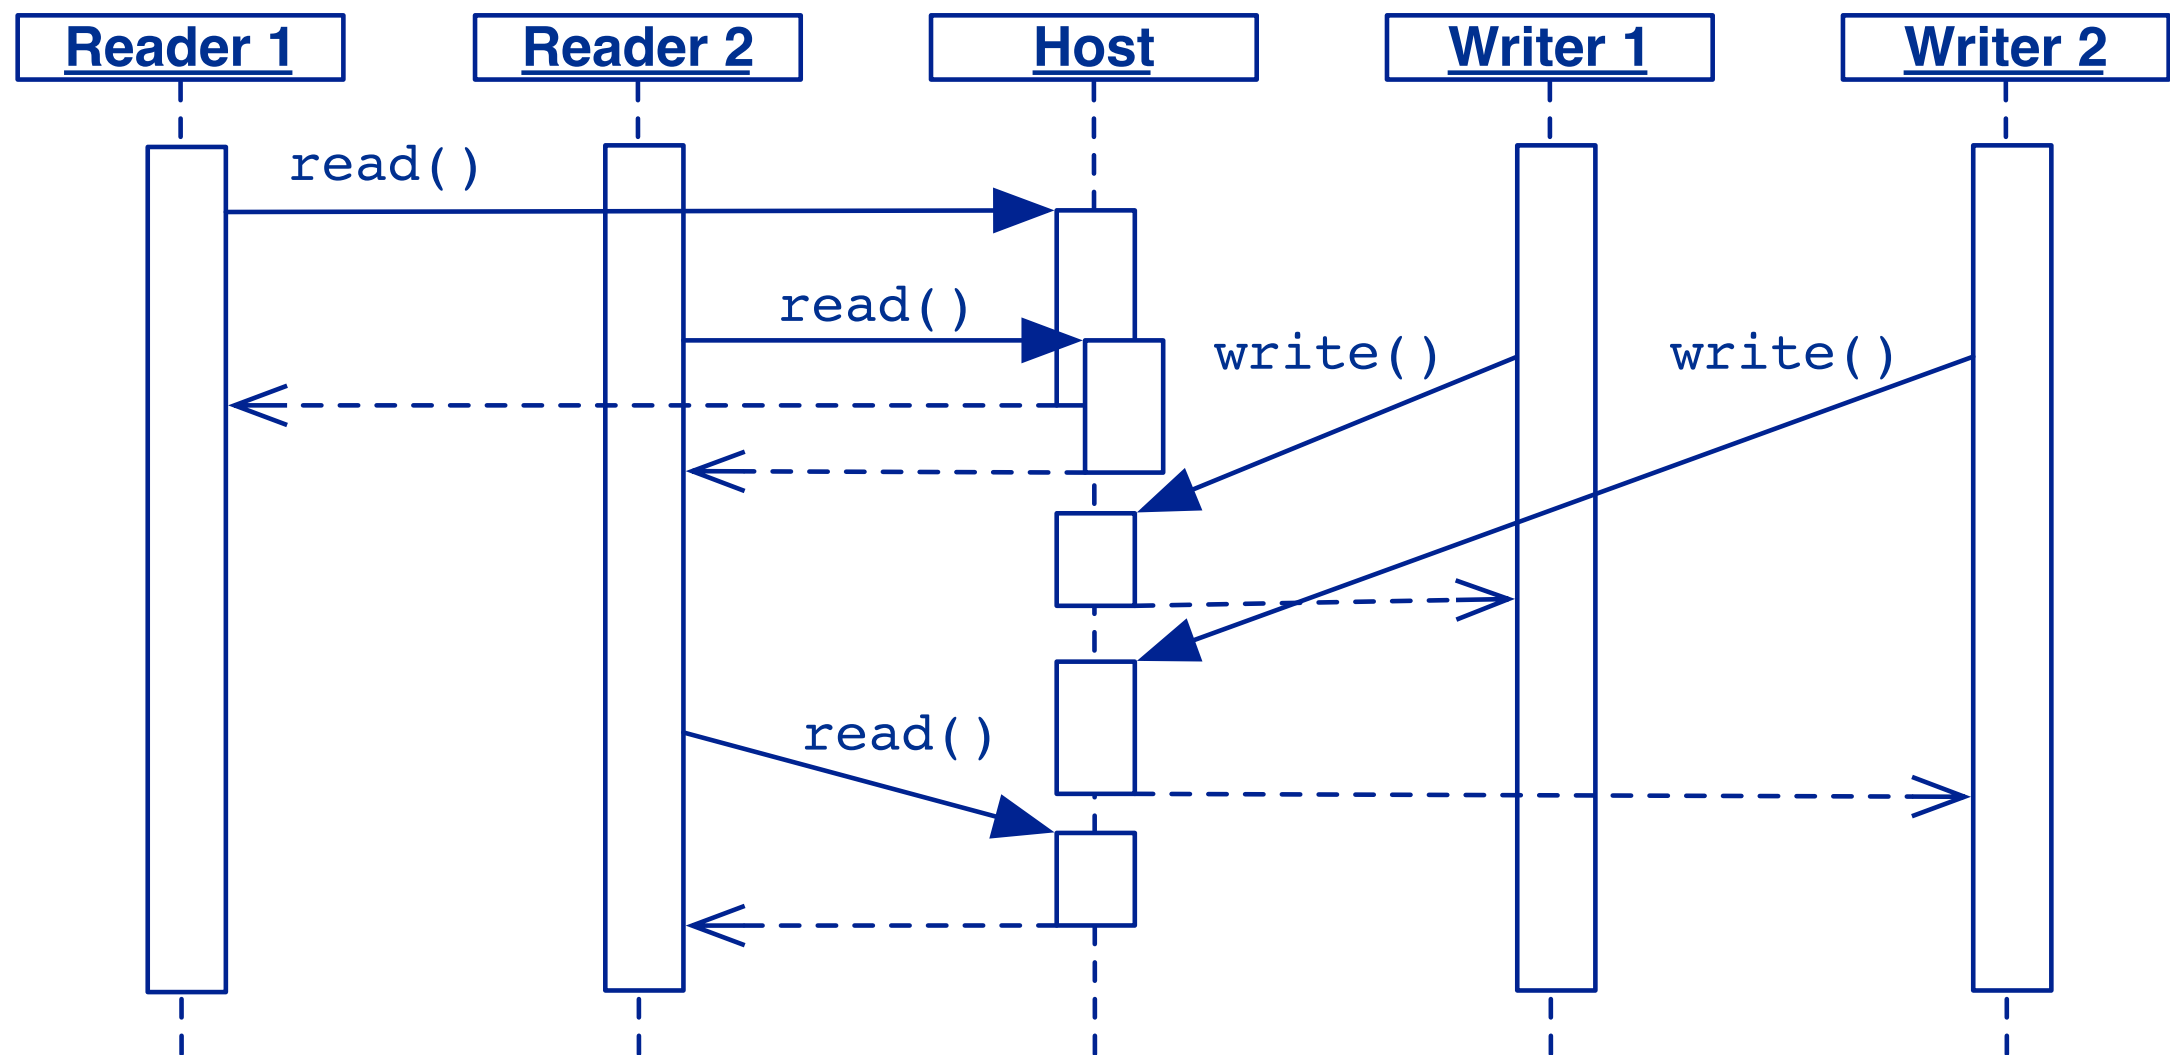 Reader 1
Reader 2
Host
Writer 1
Writer 2
read()
read()
write()
write()
read()